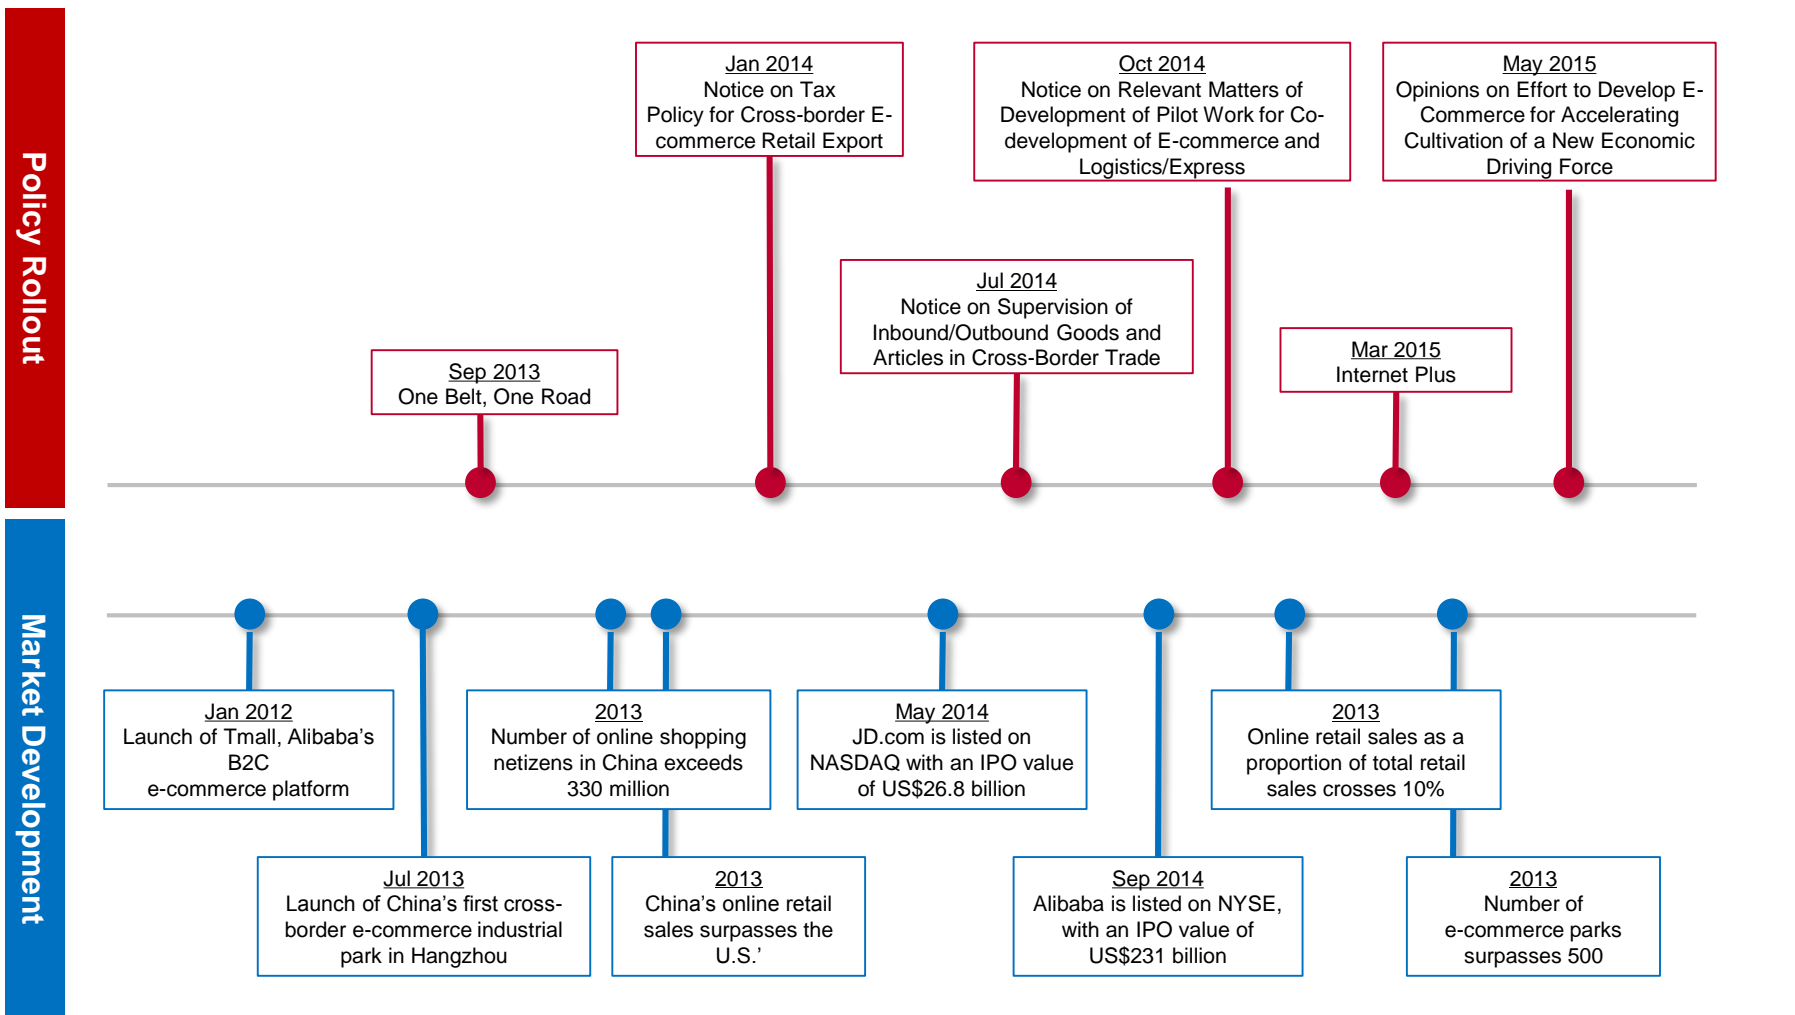 Policy Rollout
Jan 2014
Notice on Tax
Policy for Cross-border E-
commerce Retail Export
Oct 2014
Notice on Relevant Matters of
Development of Pilot Work for Co-
development of E-commerce and
Logistics/Express
May 2015
Opinions on Effort to Develop E-
Commerce for Accelerating
Cultivation of a New Economic
Driving Force
Jul 2014
Notice on Supervision of
Inbound/Outbound Goods and
Articles in Cross-Border Trade
Mar 2015
Internet Plus
Sep 2013
One Belt, One Road
Market Development
Jan 2012
Launch of Tmall, Alibaba’s
B2C
e-commerce platform
2013
Number of online shopping
netizens in China exceeds
330 million
May 2014
JD.com is listed on
NASDAQ with an IPO value
of US$26.8 billion
2013
Online retail sales as a
proportion of total retail
sales crosses 10%
Jul 2013
Launch of China’s first cross-
border e-commerce industrial
park in Hangzhou
2013
China’s online retail
sales surpasses the
U.S.’
Sep 2014
Alibaba is listed on NYSE,
with an IPO value of
US$231 billion
2013
Number of
e-commerce parks
surpasses 500